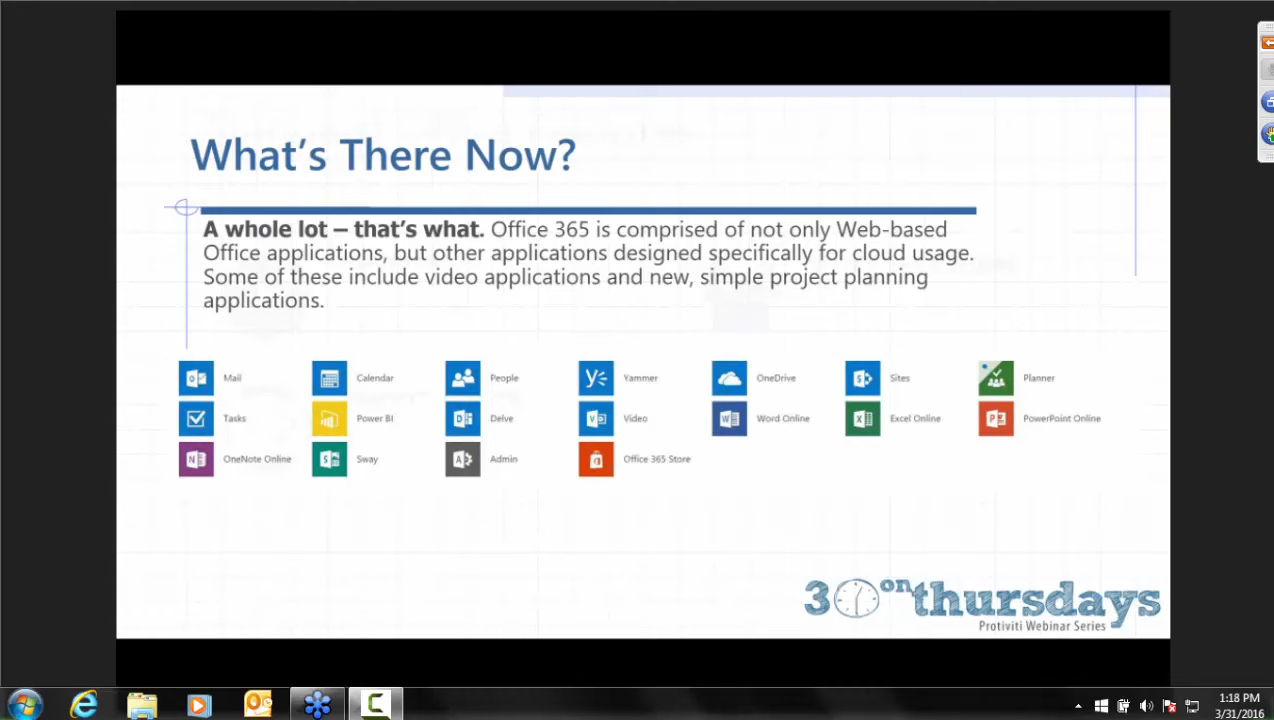 What's There Now?
A whole lot – that's what. Office 365 is comprised of not only Web-based
Office applications, but other applications designed specifically for cloud usage.
Some of these include video applications and new, simple project planning
applications.
Mail Calendar People Yammer OneDrive Sites Planner
Tasks Power BI Delve Video Word Online Excel Online PowerPoint Online
OneNote Online Sway Admin Office 365 Store
30 on thursdays
Protiviti Webinar Series
1:18 PM
3/31/2016